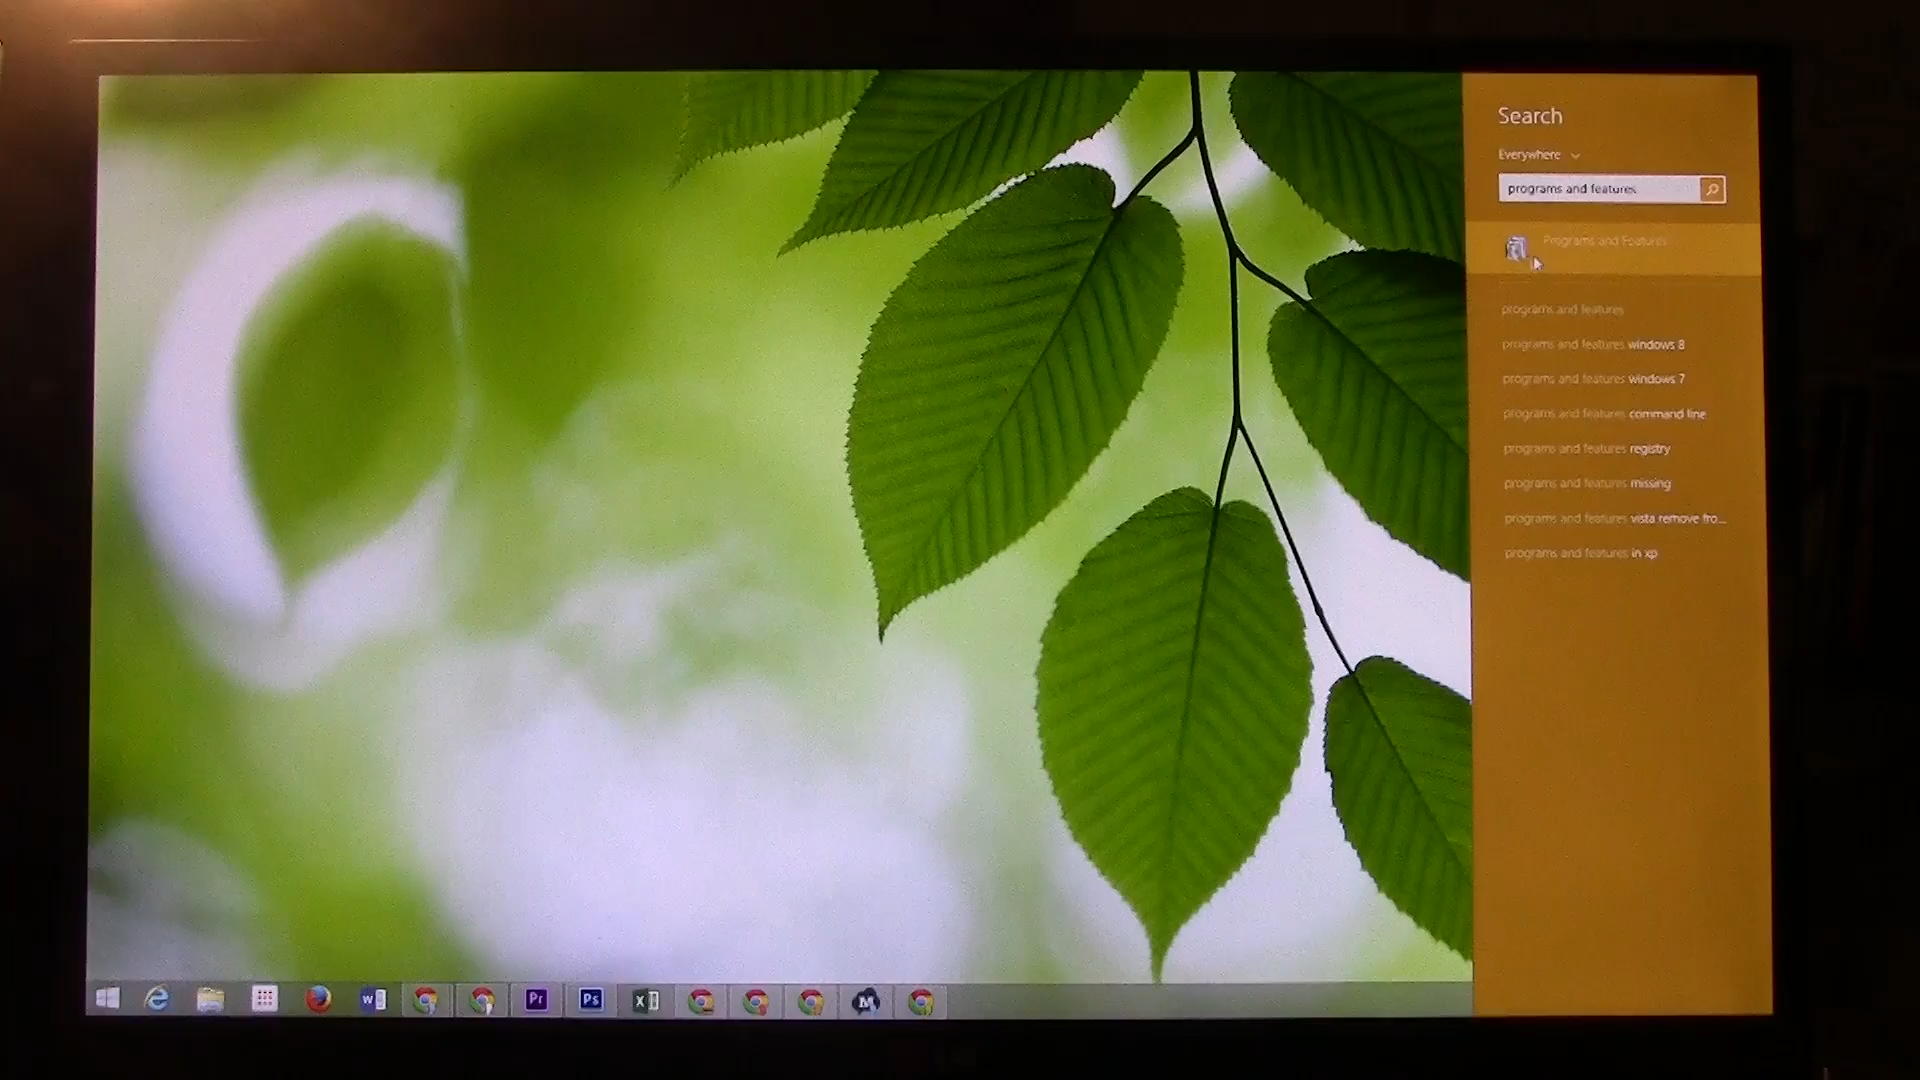 Search
Everywhere
programs and features
Programs and Features
programs and features
programs and features windows 8
programs and features windows 7
programs and features command line
programs and features registry
programs and features missing
programs and features vista remove fro...
programs and features in xp
W
Pr
Ps
X
M